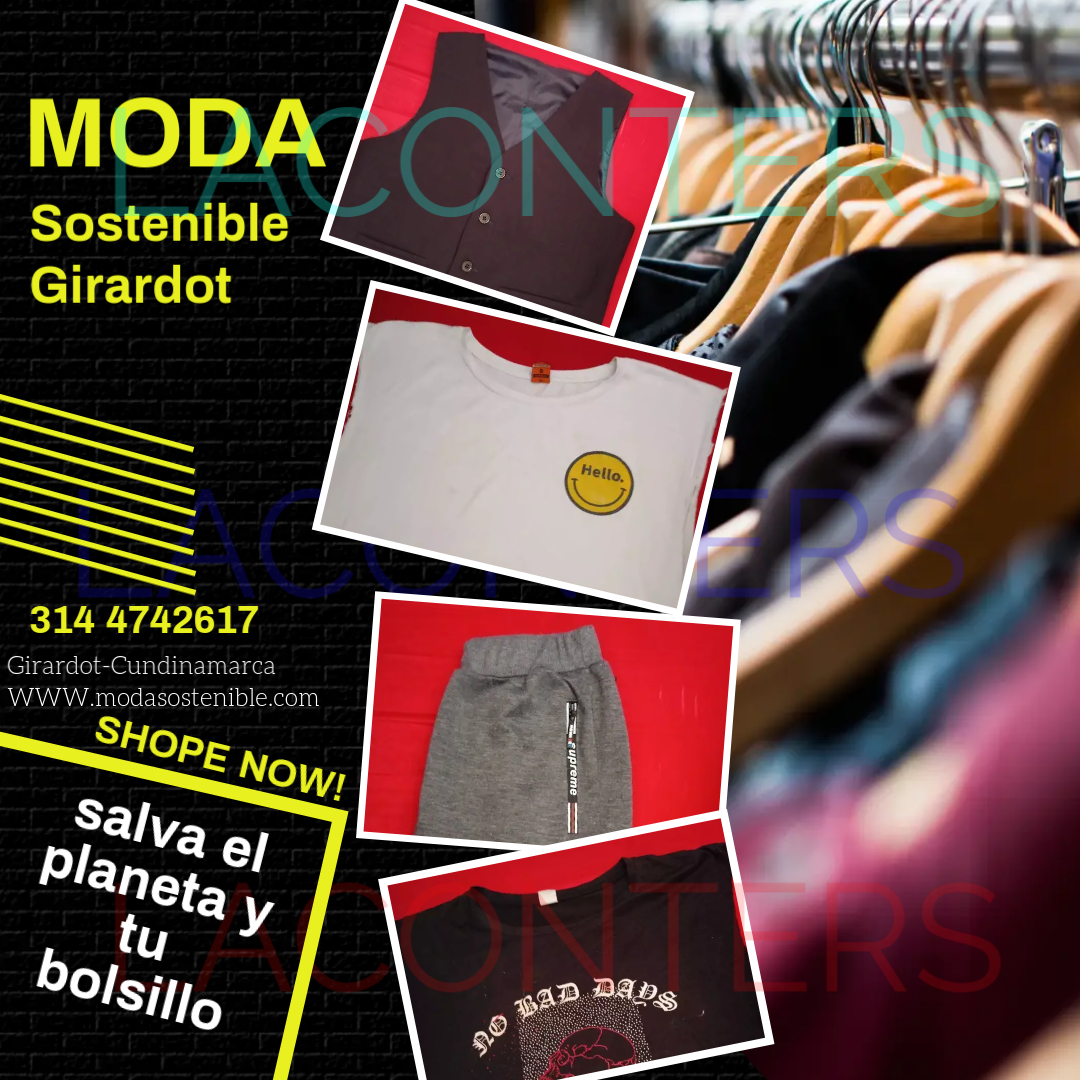 MODA
Sostenible
Girardot
LACONTERS
Hello.
LACONTERS
314 4742617
Girardot-Cundinamarca
WWW.modasostenible.com
SHOPE NOW!
supreme
salva el
planeta y
tu
bolsillo
LACONTERS
NO BAD DAYS